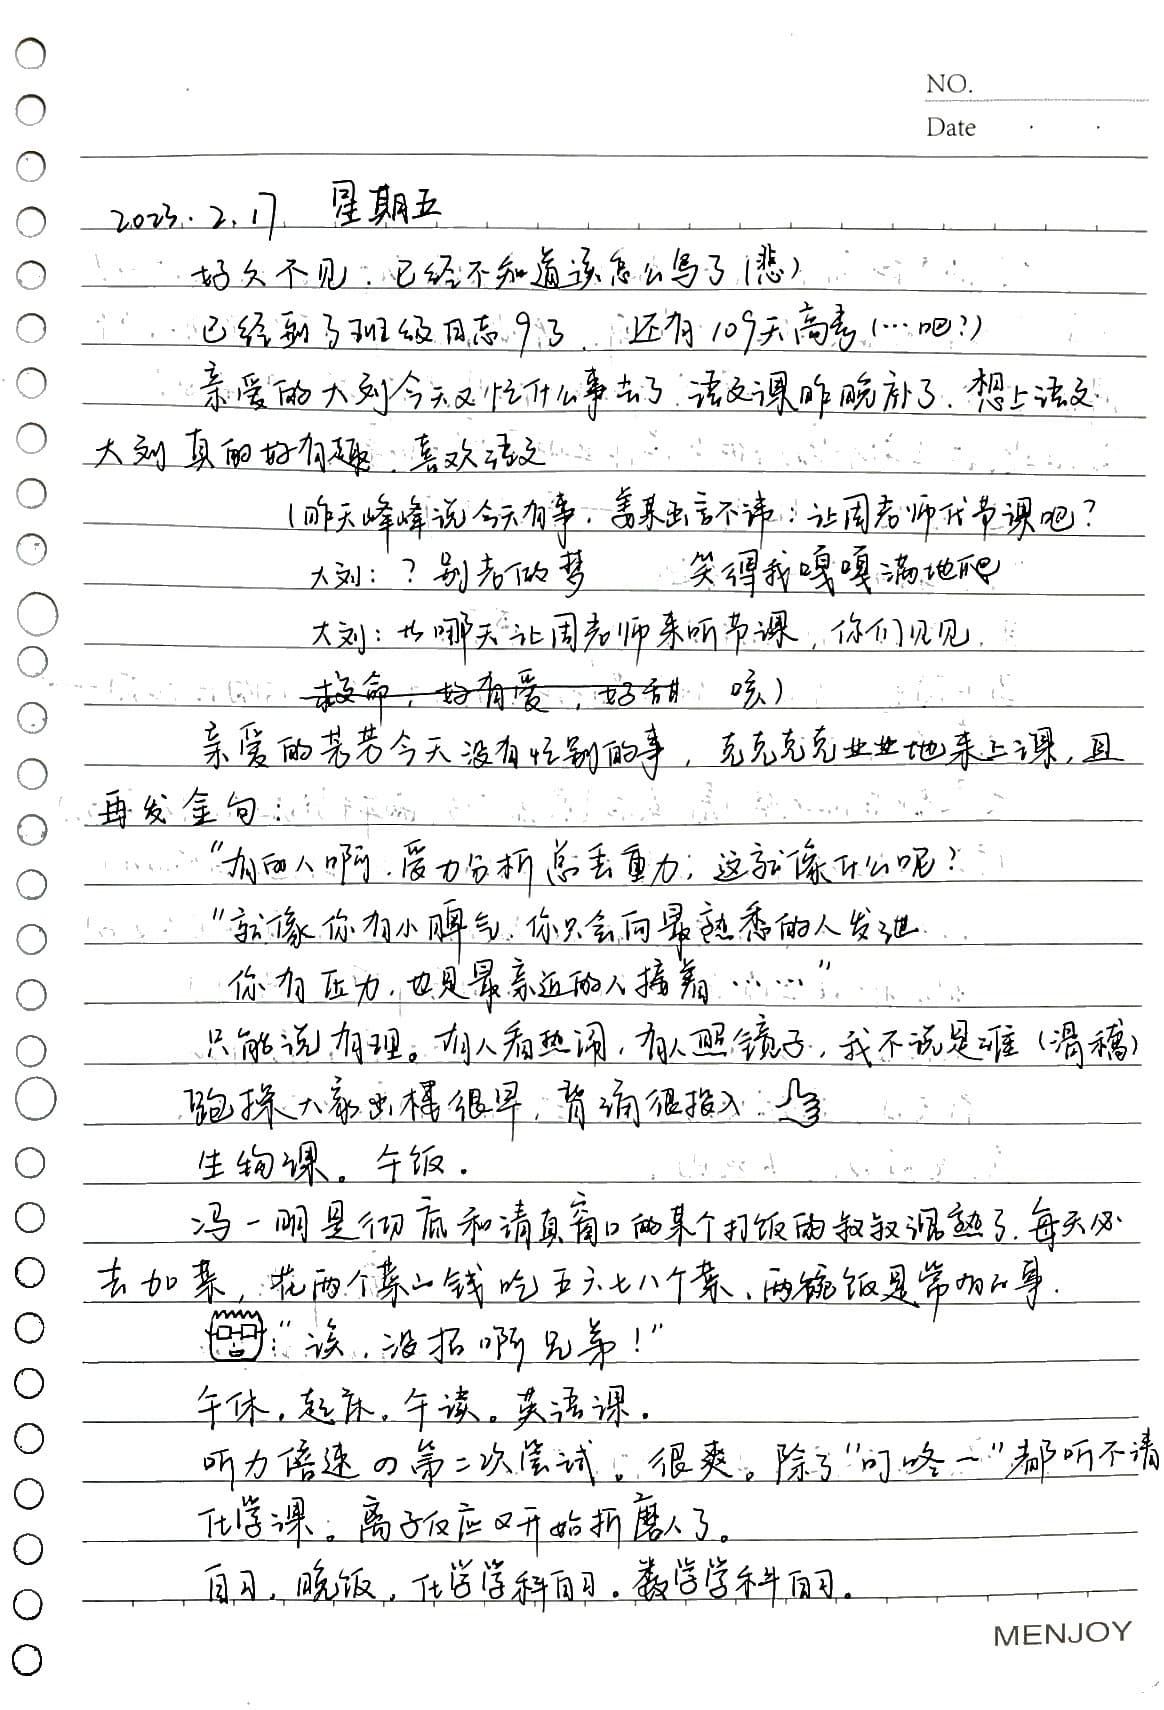 NO.
Date
2023.2.17 星期五
好久不见，已经不知道该怎么写了(悲)
已经到了班级日志9了，还有109天高考(…吧?)
亲爱的大刘今天又忙什么事去了，语文课昨晚补了，想上语文
大刘真的好有趣，喜欢语文
(昨天峰峰说今天有事，姜某出言不讳：让周老师代节课吧?
大刘：? 别老做梦 笑得我嘎嘎满地爬
大刘：哪天让周老师来听节课，你们见见
救命，好有爱，好甜 咳)
亲爱的芳芳今天没有忙别的事，克克克克业业地来上课，且
再发金句：
“有的人啊，受力分析总丢重力；这就像什么呢?
“就像你有小脾气，你只会向最熟悉的人发泄
你有压力，也是最亲近的人接着……”
只能说有理。有人看热闹，有人照镜子，我不说是谁(滑稽)
跑操大家出楼很早，背诵很投入
生物课。午饭。
冯一明是彻底和清真窗口的某个打饭的叔叔混熟了，每天必
去加菜，花两个菜的钱吃五六七八个菜、两碗饭是常有的事.
：“诶，没招啊兄弟！”
午休，起床。午读。英语课。
听力倍速の第二次尝试。很爽。除了“叮咚~”都听不清
化学课。离子反应又开始折磨人了。
自习，晚饭，化学学科自习。数学学科自习。
MENJOY